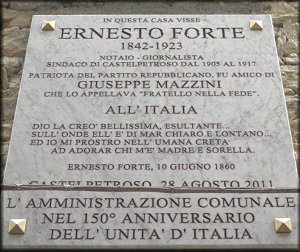 IN QUESTA CASA VISSE
ERNESTO FORTE
1842-1923
NOTAIO - GIORNALISTA
SINDACO DI CASTELPETROSO DAL 1905 AL 1917
PATRIOTA DEL PARTITO REPUBBLICANO, FU AMICO DI
GIUSEPPE MAZZINI
CHE LO APPELLAVA "FRATELLO NELLA FEDE".
ALL'ITALIA
DIO LA CREO' BELLISSIMA, ESULTANTE...
SULL' ONDE ELL' E' DI MAR CHIARO E LONTANO...
ED IO MI PROSTRO NELL' UMANA CRETA'
AD ADORAR CHI M'E' MADRE E SORELLA.
ERNESTO FORTE, 10 GIUGNO 1860
CASTELPETROSO, 28 AGOSTO 2011
L' AMMINISTRAZIONE COMUNALE
NEL 150° ANNIVERSARIO
DELL' UNITA' D' ITALIA